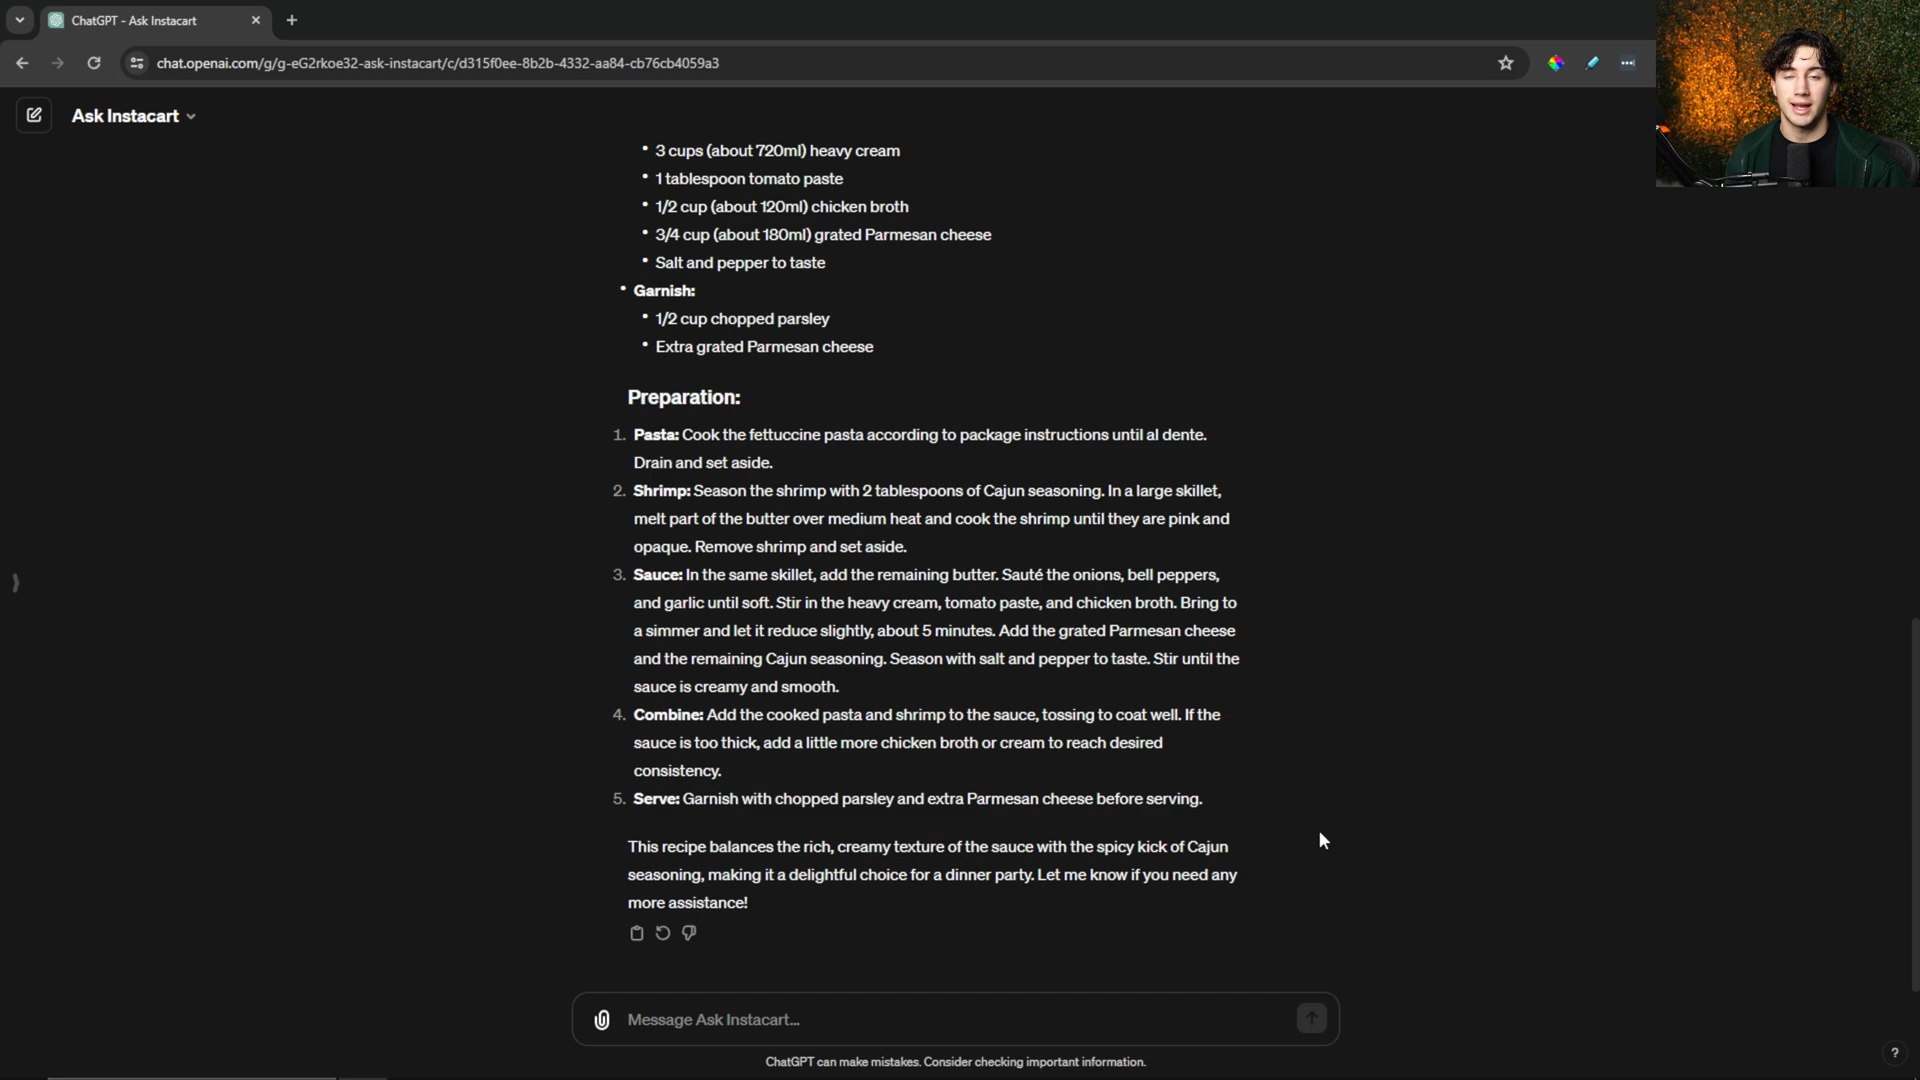 ChatGPT - Ask Instacart
chat.openai.com/g/g-eG2rkoe32-ask-instacart/c/d315f0ee-8b2b-4332-aa84-cb76cb4059a3
Ask Instacart
• 3 cups (about 720ml) heavy cream
• 1 tablespoon tomato paste
• 1/2 cup (about 120ml) chicken broth
• 3/4 cup (about 180ml) grated Parmesan cheese
• Salt and pepper to taste
• Garnish:
• 1/2 cup chopped parsley
• Extra grated Parmesan cheese
Preparation:
1. Pasta: Cook the fettuccine pasta according to package instructions until al dente.
Drain and set aside.
2. Shrimp: Season the shrimp with 2 tablespoons of Cajun seasoning. In a large skillet,
melt part of the butter over medium heat and cook the shrimp until they are pink and
opaque. Remove shrimp and set aside.
3. Sauce: In the same skillet, add the remaining butter. Sauté the onions, bell peppers,
and garlic until soft. Stir in the heavy cream, tomato paste, and chicken broth. Bring to
a simmer and let it reduce slightly, about 5 minutes. Add the grated Parmesan cheese
and the remaining Cajun seasoning. Season with salt and pepper to taste. Stir until the
sauce is creamy and smooth.
4. Combine: Add the cooked pasta and shrimp to the sauce, tossing to coat well. If the
sauce is too thick, add a little more chicken broth or cream to reach desired
consistency.
5. Serve: Garnish with chopped parsley and extra Parmesan cheese before serving.
This recipe balances the rich, creamy texture of the sauce with the spicy kick of Cajun
seasoning, making it a delightful choice for a dinner party. Let me know if you need any
more assistance!
Message Ask Instacart...
ChatGPT can make mistakes. Consider checking important information.
?